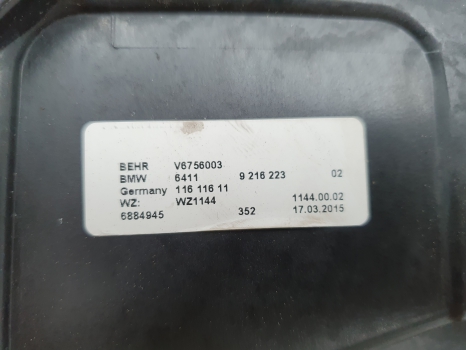 BEHR V6756003
BMW 6411 9 216 223 02
Germany 116 116 11
WZ: WZ1144 1144.00.02
6884945 352 17.03.2015